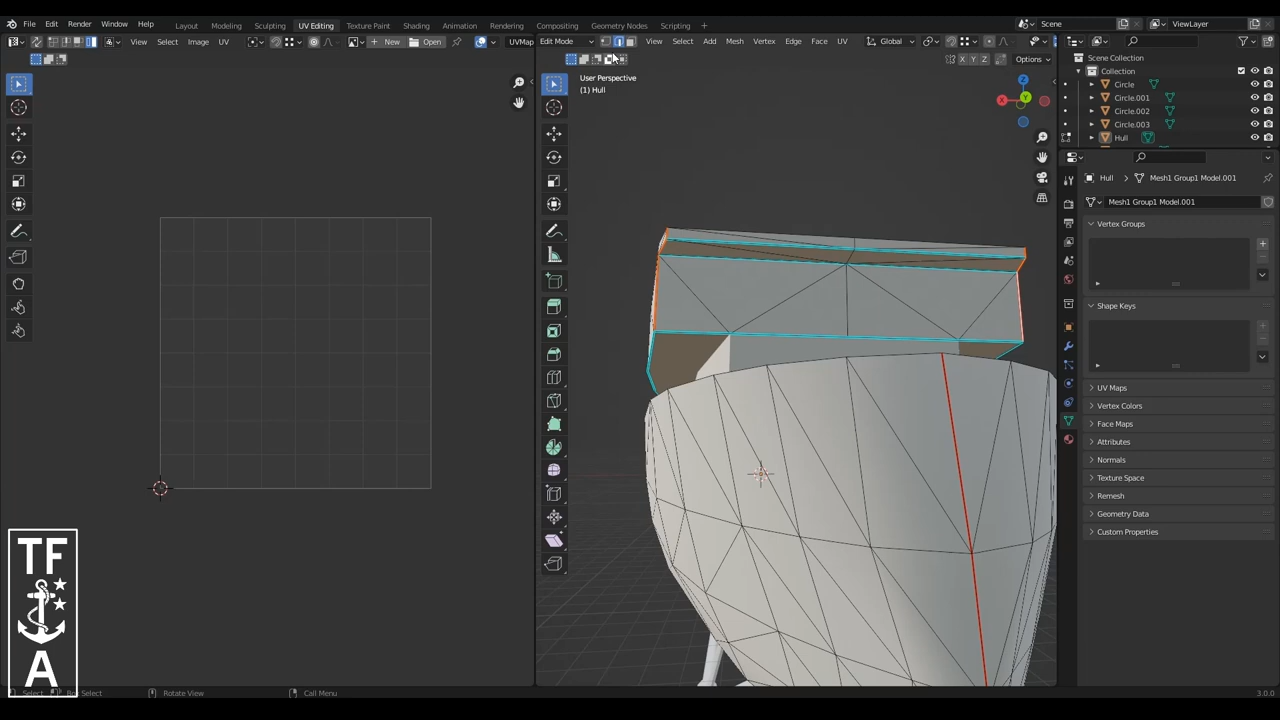 File Edit Render Window Help
Layout Modeling Sculpting UV Editing Texture Paint Shading Animation Rendering Compositing Geometry Nodes Scripting +
Scene ViewLayer
View Select Image UV New Open UVMap
Edit Mode View Select Add Mesh Vertex Edge Face UV Global
X Y Z Options
User Perspective
(1) Hull
Z
X
Y
Scene Collection
Collection
Circle
Circle.001
Circle.002
Circle.003
Hull
Hull Mesh1 Group1 Model.001
Mesh1 Group1 Model.001
Vertex Groups
Shape Keys
UV Maps
Vertex Colors
Face Maps
Attributes
Normals
Texture Space
Remesh
Geometry Data
Custom Properties
TF
A
Select Box Select Rotate View Call Menu 3.0.0